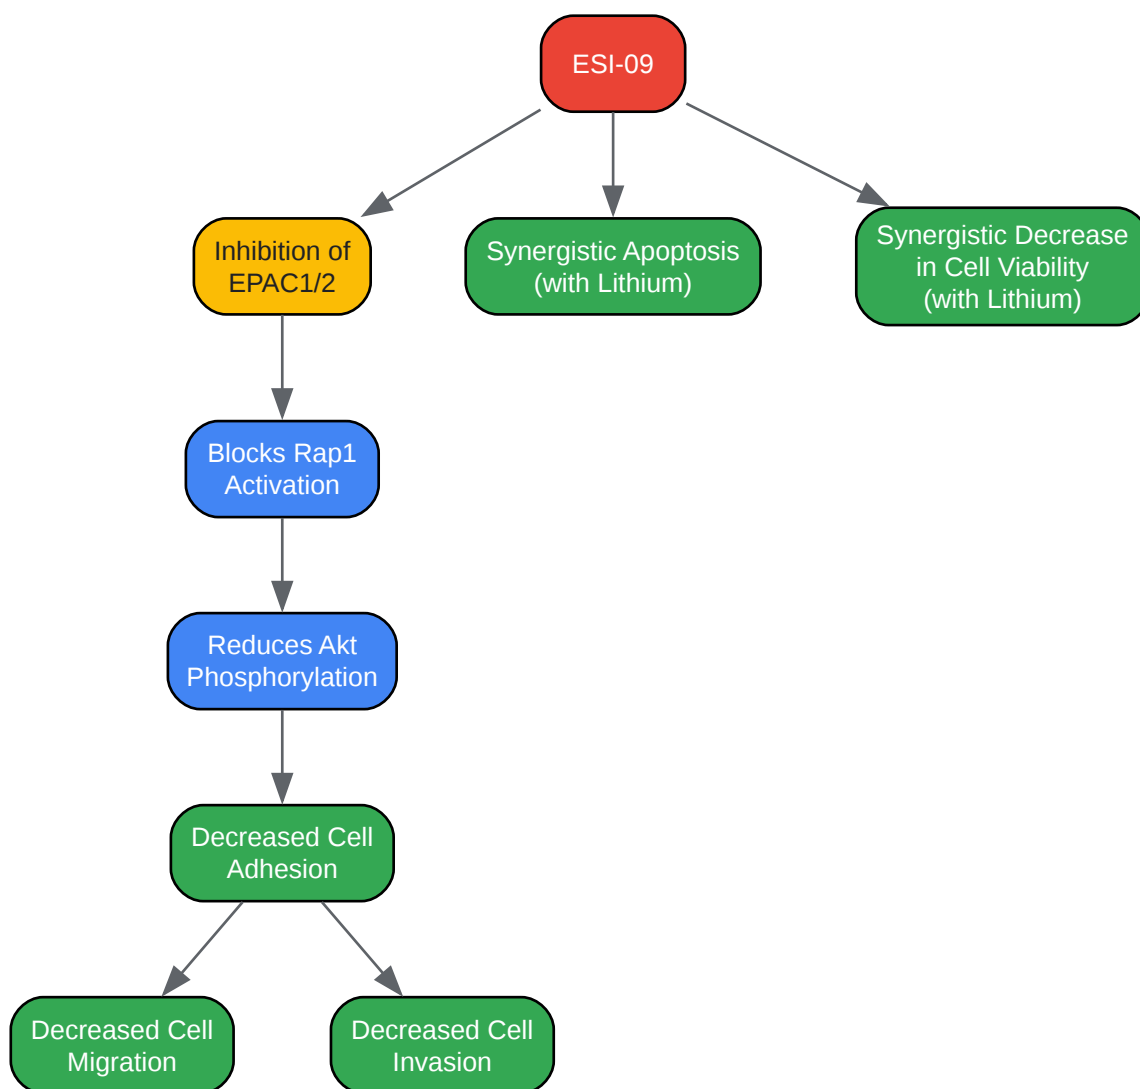 ESI-09
Inhibition of
EPAC1/2
Synergistic Apoptosis
(with Lithium)
Synergistic Decrease
in Cell Viability
(with Lithium)
Blocks Rap1
Activation
Reduces Akt
Phosphorylation
Decreased Cell
Adhesion
Decreased Cell
Migration
Decreased Cell
Invasion